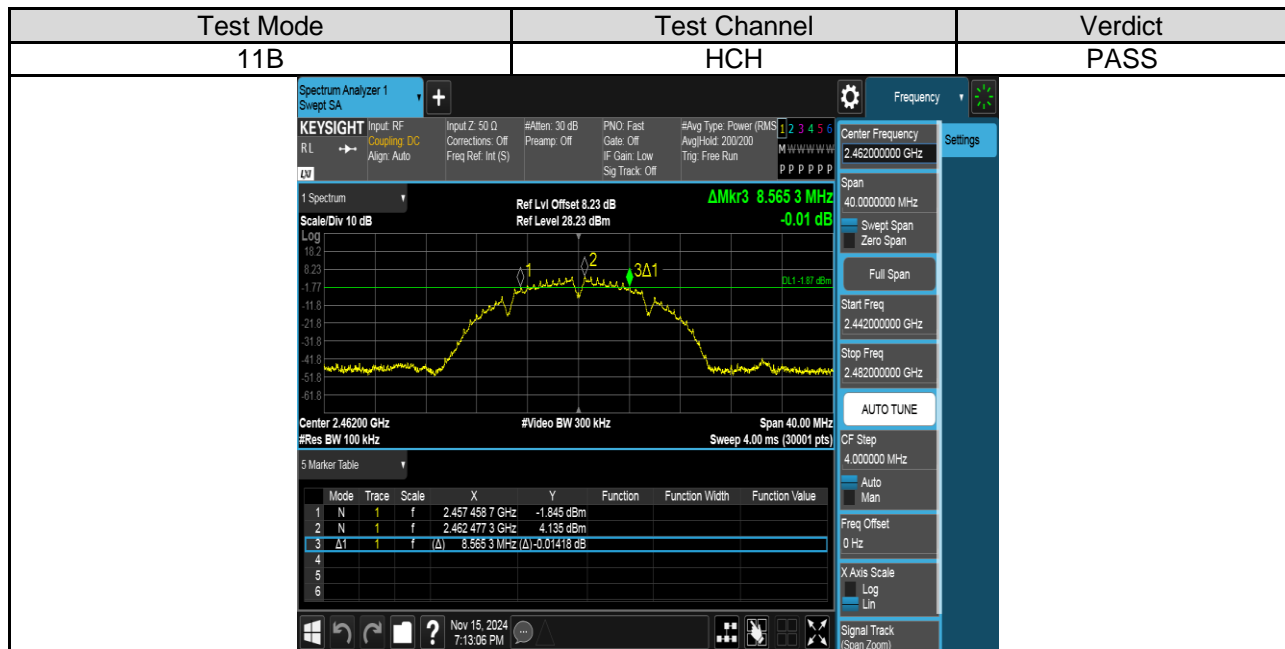 Test Mode Test Channel Verdict
11B HCH PASS
Spectrum Analyzer 1
Swept SA
+
Frequency
KEYSIGHT
RL
LXI
Input: RF
Coupling: DC
Align: Auto
Input Z: 50 Ω
Corrections: Off
Freq Ref: Int (S)
#Atten: 30 dB
Preamp: Off
PNO: Fast
Gate: Off
IF Gain: Low
Sig Track: Off
#Avg Type: Power (RMS
Avg|Hold: 200/200
Trig: Free Run
1 2 3 4 5 6
M W W W W W
P P P P P P
Center Frequency
2.462000000 GHz
Settings
Span
40.0000000 MHz
Swept Span
Zero Span
Full Span
Start Freq
2.442000000 GHz
Stop Freq
2.482000000 GHz
AUTO TUNE
CF Step
4.000000 MHz
Auto
Man
Freq Offset
0 Hz
X Axis Scale
Log
Lin
Signal Track
(Span Zoom)
1 Spectrum
Scale/Div 10 dB
Ref Lvl Offset 8.23 dB
Ref Level 28.23 dBm
ΔMkr3 8.565 3 MHz
-0.01 dB
Log
18.2
8.23
-1.77
-11.8
-21.8
-31.8
-41.8
-51.8
-61.8
1
2
3Δ1
DL1 -1.87 dBm
Center 2.46200 GHz #Video BW 300 kHz Span 40.00 MHz
#Res BW 100 kHz Sweep 4.00 ms (30001 pts)
5 Marker Table
Mode Trace Scale X Y Function Function Width Function Value
1 N 1 f 2.457 458 7 GHz -1.845 dBm
2 N 1 f 2.462 477 3 GHz 4.135 dBm
3 Δ1 1 f (Δ) 8.565 3 MHz (Δ) -0.01418 dB
4
5
6
?
Nov 15, 2024
7:13:06 PM